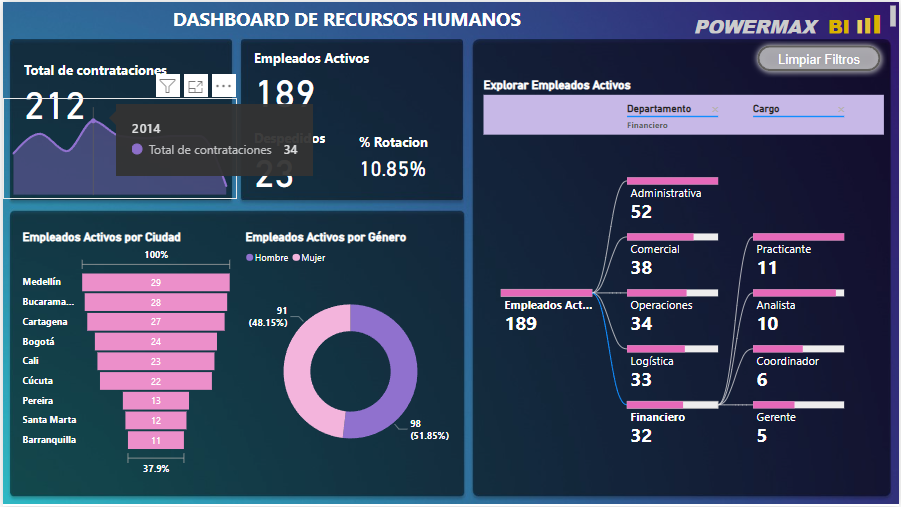 DASHBOARD DE RECURSOS HUMANOS
POWERMAX BI
Limpiar Filtros
Total de contrataciones
212
2014
Total de contrataciones 34
Empleados Activos
189
Despedidos
23
% Rotacion
10.85%
Explorar Empleados Activos
Departamento ×
Financiero
Cargo ×
Empleados Act...
189
Administrativa
52
Comercial
38
Operaciones
34
Logística
33
Financiero
32
Practicante
11
Analista
10
Coordinador
6
Gerente
5
Empleados Activos por Ciudad
100%
Medellín 29
Bucarama... 28
Cartagena 27
Bogotá 24
Cali 23
Cúcuta 22
Pereira 13
Santa Marta 12
Barranquilla 11
37.9%
Empleados Activos por Género
Hombre Mujer
91
(48.15%)
98
(51.85%)